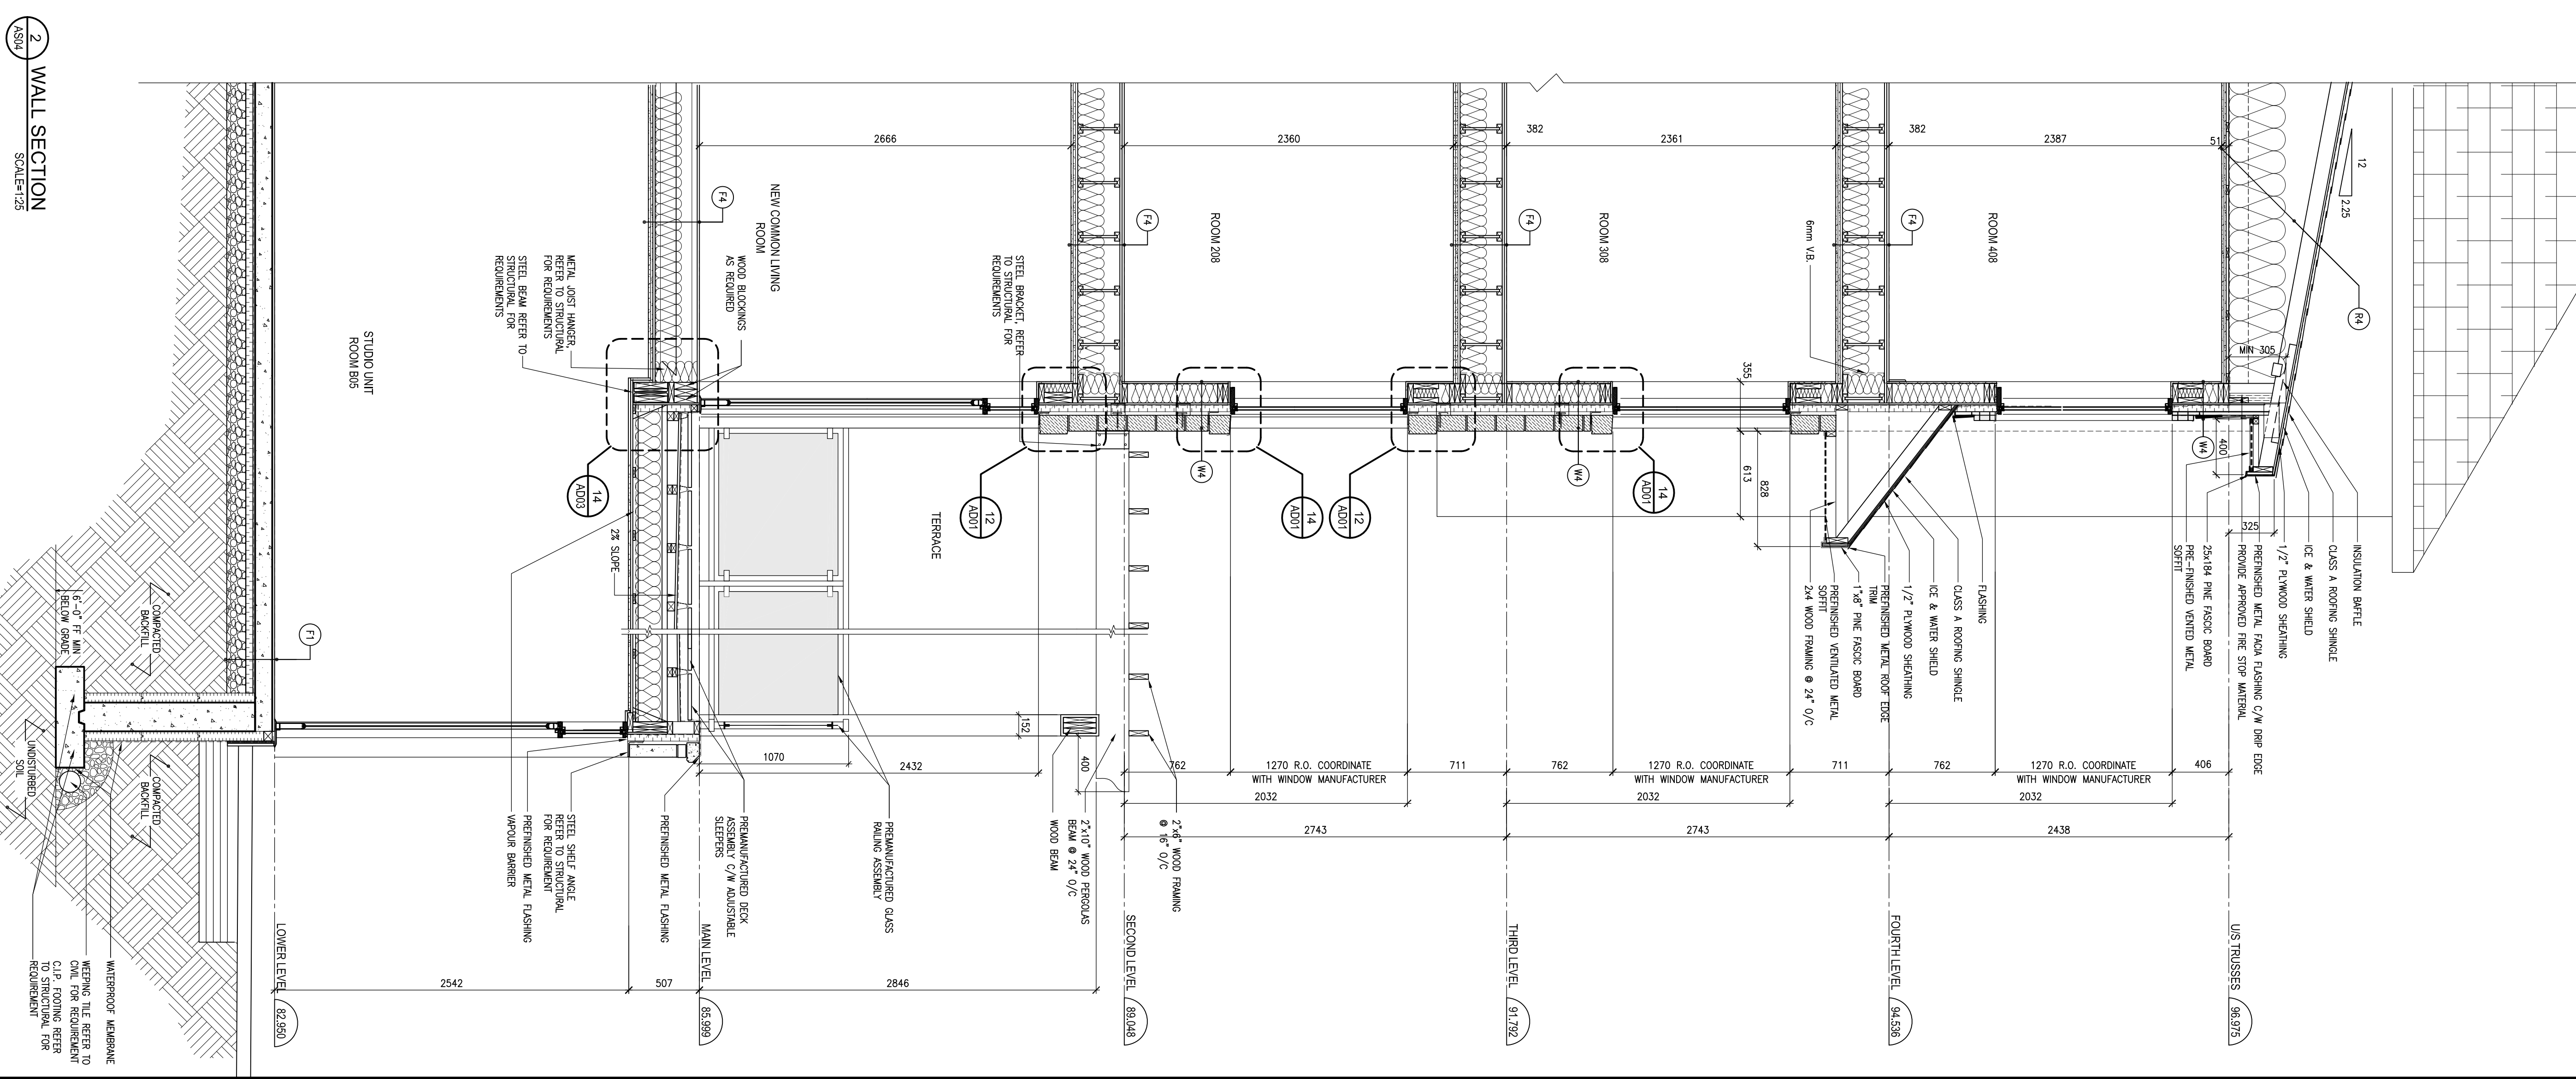 2
AS04
WALL SECTION
SCALE=1:25
12
2.25
R4
MIN 305
51
2387
382
2361
382
2360
2666
ROOM 408
F4
6mm V.B.
ROOM 308
F4
ROOM 208
F4
NEW COMMON LIVING
ROOM
F4
WOOD BLOCKINGS
AS REQUIRED
STEEL BRACKET, REFER
TO STRUCTURAL FOR
REQUIREMENTS
METAL JOIST HANGER,
REFER TO STRUCTURAL
FOR REQUIREMENTS
STEEL BEAM REFER TO
STRUCTURAL FOR
REQUIREMENTS
STUDIO UNIT
ROOM B05
INSULATION BAFFLE
CLASS A ROOFING SHINGLE
ICE & WATER SHIELD
1/2" PLYWOOD SHEATHING
PREFINISHED METAL FACIA FLASHING C/W DRIP EDGE
PROVIDE APPROVED FIRE STOP MATERIAL
25x184 PINE FASCIC BOARD
PRE-FINISHED VENTED METAL
SOFFIT
W4
400
325
FLASHING
CLASS A ROOFING SHINGLE
ICE & WATER SHIELD
1/2" PLYWOOD SHEATHING
PREFINISHED METAL ROOF EDGE
TRIM
1"x8" PINE FASCIC BOARD
PREFINISHED VENTILATED METAL
SOFFIT
2x4 WOOD FRAMING @ 24" O/C
355
613
828
14
AD01
W4
12
AD01
14
AD01
W4
12
AD01
14
AD03
TERRACE
2% SLOPE
152
400
1070
2432
762
1270 R.O. COORDINATE
WITH WINDOW MANUFACTURER
711
762
1270 R.O. COORDINATE
WITH WINDOW MANUFACTURER
711
762
1270 R.O. COORDINATE
WITH WINDOW MANUFACTURER
406
2032
2032
2032
2743
2743
2438
2"x6" WOOD FRAMING
@ 16" O/C
2"x10" WOOD PERGOLAS
BEAM @ 24" O/C
WOOD BEAM
PREMANUFACTURED GLASS
RAILING ASSEMBLY
PREMANUFACTURED DECK
ASSEMBLY C/W ADJUSTABLE
SLEEPERS
PREFINISHED METAL FLASHING
STEEL SHELF ANGLE
REFER TO STRUCTURAL
FOR REQUIREMENT
PREFINISHED METAL FLASHING
VAPOUR BARRIER
F1
COMPACTED
BACKFILL
6'-0" FF MIN
BELOW GRADE
COMPACTED
BACKFILL
UNDISTURBED
SOIL
WATERPROOF MEMBRANE
WEEPING TILE REFER TO
CIVIL FOR REQUIREMENT
C.I.P. FOOTING REFER
TO STRUCTURAL FOR
REQUIREMENT
2542
507
2846
U/S TRUSSES
96.975
FOURTH LEVEL
94.536
THIRD LEVEL
91.792
SECOND LEVEL
89.048
MAIN LEVEL
85.999
LOWER LEVEL
82.950